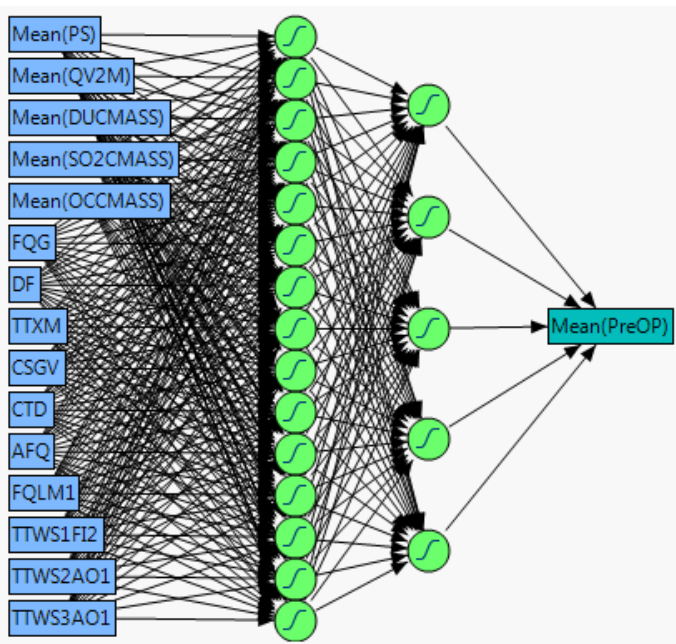 Mean(PS)
Mean(QV2M)
Mean(DUCMASS)
Mean(SO2CMASS)
Mean(OCCMASS)
FQG
DF
TTXM
CSGV
CTD
AFQ
FQLM1
TTWS1FI2
TTWS2AO1
TTWS3AO1
Mean(PreOP)